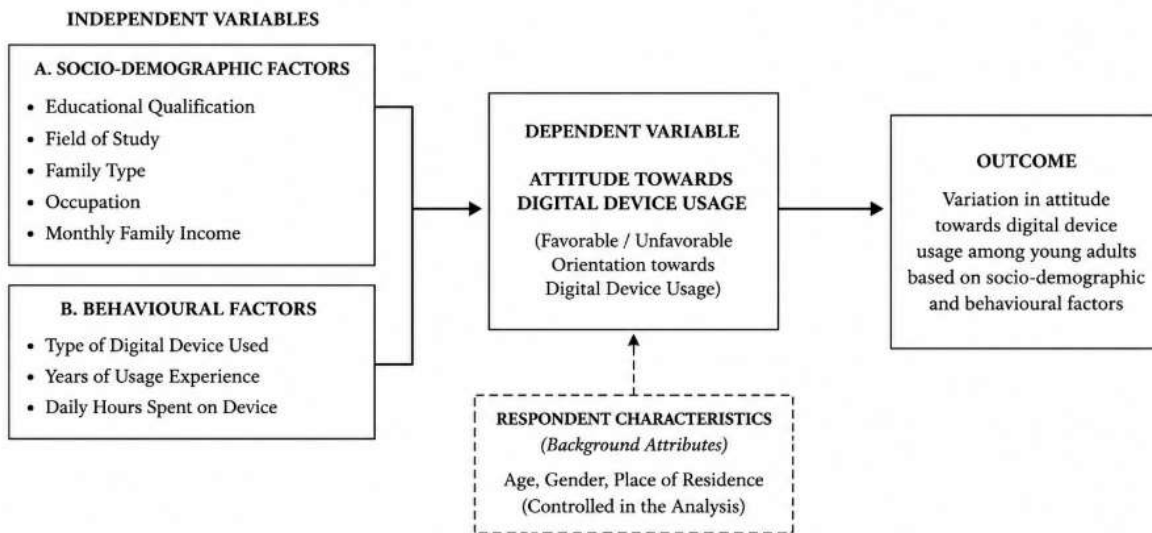 INDEPENDENT VARIABLES
A. SOCIO-DEMOGRAPHIC FACTORS
• Educational Qualification
• Field of Study
• Family Type
• Occupation
• Monthly Family Income
B. BEHAVIOURAL FACTORS
• Type of Digital Device Used
• Years of Usage Experience
• Daily Hours Spent on Device
DEPENDENT VARIABLE
ATTITUDE TOWARDS
DIGITAL DEVICE USAGE
(Favorable / Unfavorable
Orientation towards
Digital Device Usage)
RESPONDENT CHARACTERISTICS
(Background Attributes)
Age, Gender, Place of Residence
(Controlled in the Analysis)
OUTCOME
Variation in attitude
towards digital device
usage among young adults
based on socio-demographic
and behavioural factors